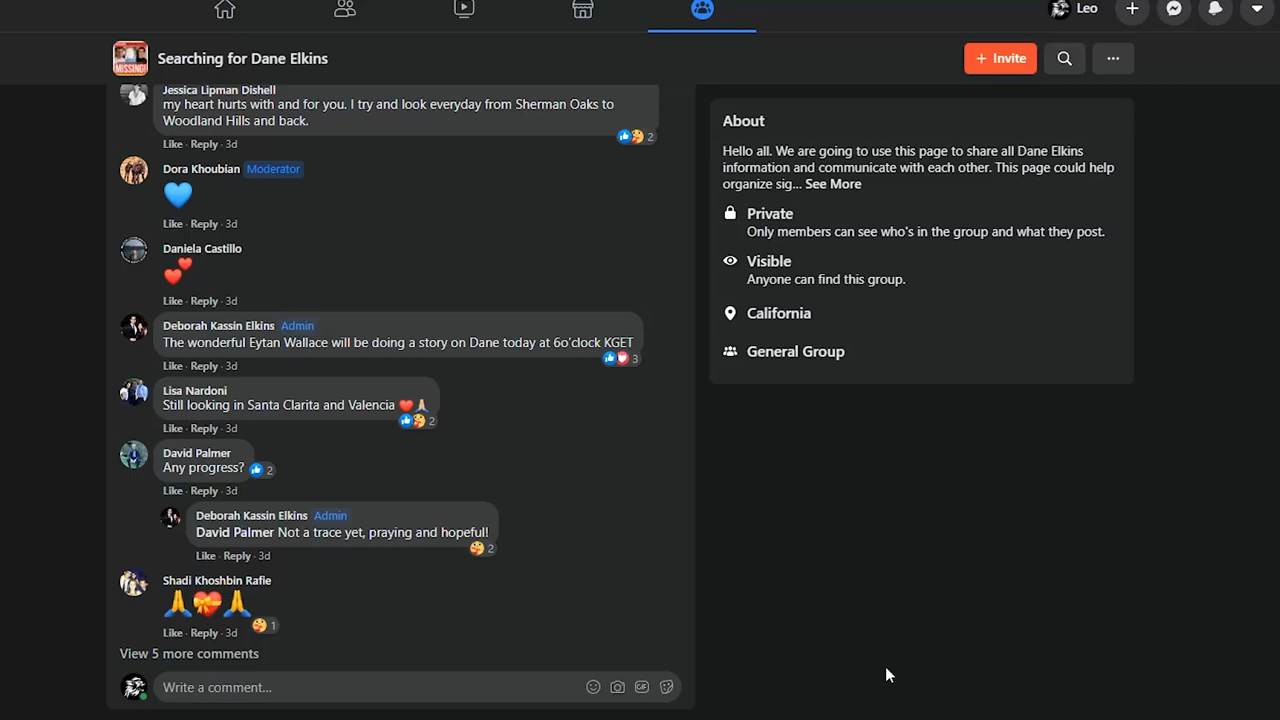 Leo
MISSING!
Searching for Dane Elkins
+ Invite
Jessica Lipman Dishell
my heart hurts with and for you. I try and look everyday from Sherman Oaks to
Woodland Hills and back.
2
Like · Reply · 3d
Dora Khoubian Moderator
Like · Reply · 3d
Daniela Castillo
Like · Reply · 3d
Deborah Kassin Elkins Admin
The wonderful Eytan Wallace will be doing a story on Dane today at 6o'clock KGET
3
Like · Reply · 3d
Lisa Nardoni
Still looking in Santa Clarita and Valencia ❤️🙏🏼
2
Like · Reply · 3d
David Palmer
Any progress?
2
Like · Reply · 3d
Deborah Kassin Elkins Admin
David Palmer Not a trace yet, praying and hopeful!
2
Like · Reply · 3d
Shadi Khoshbin Rafie
🙏💝🙏
1
Like · Reply · 3d
View 5 more comments
Write a comment...
GIF
About
Hello all. We are going to use this page to share all Dane Elkins
information and communicate with each other. This page could help
organize sig... See More
Private
Only members can see who's in the group and what they post.
Visible
Anyone can find this group.
California
General Group